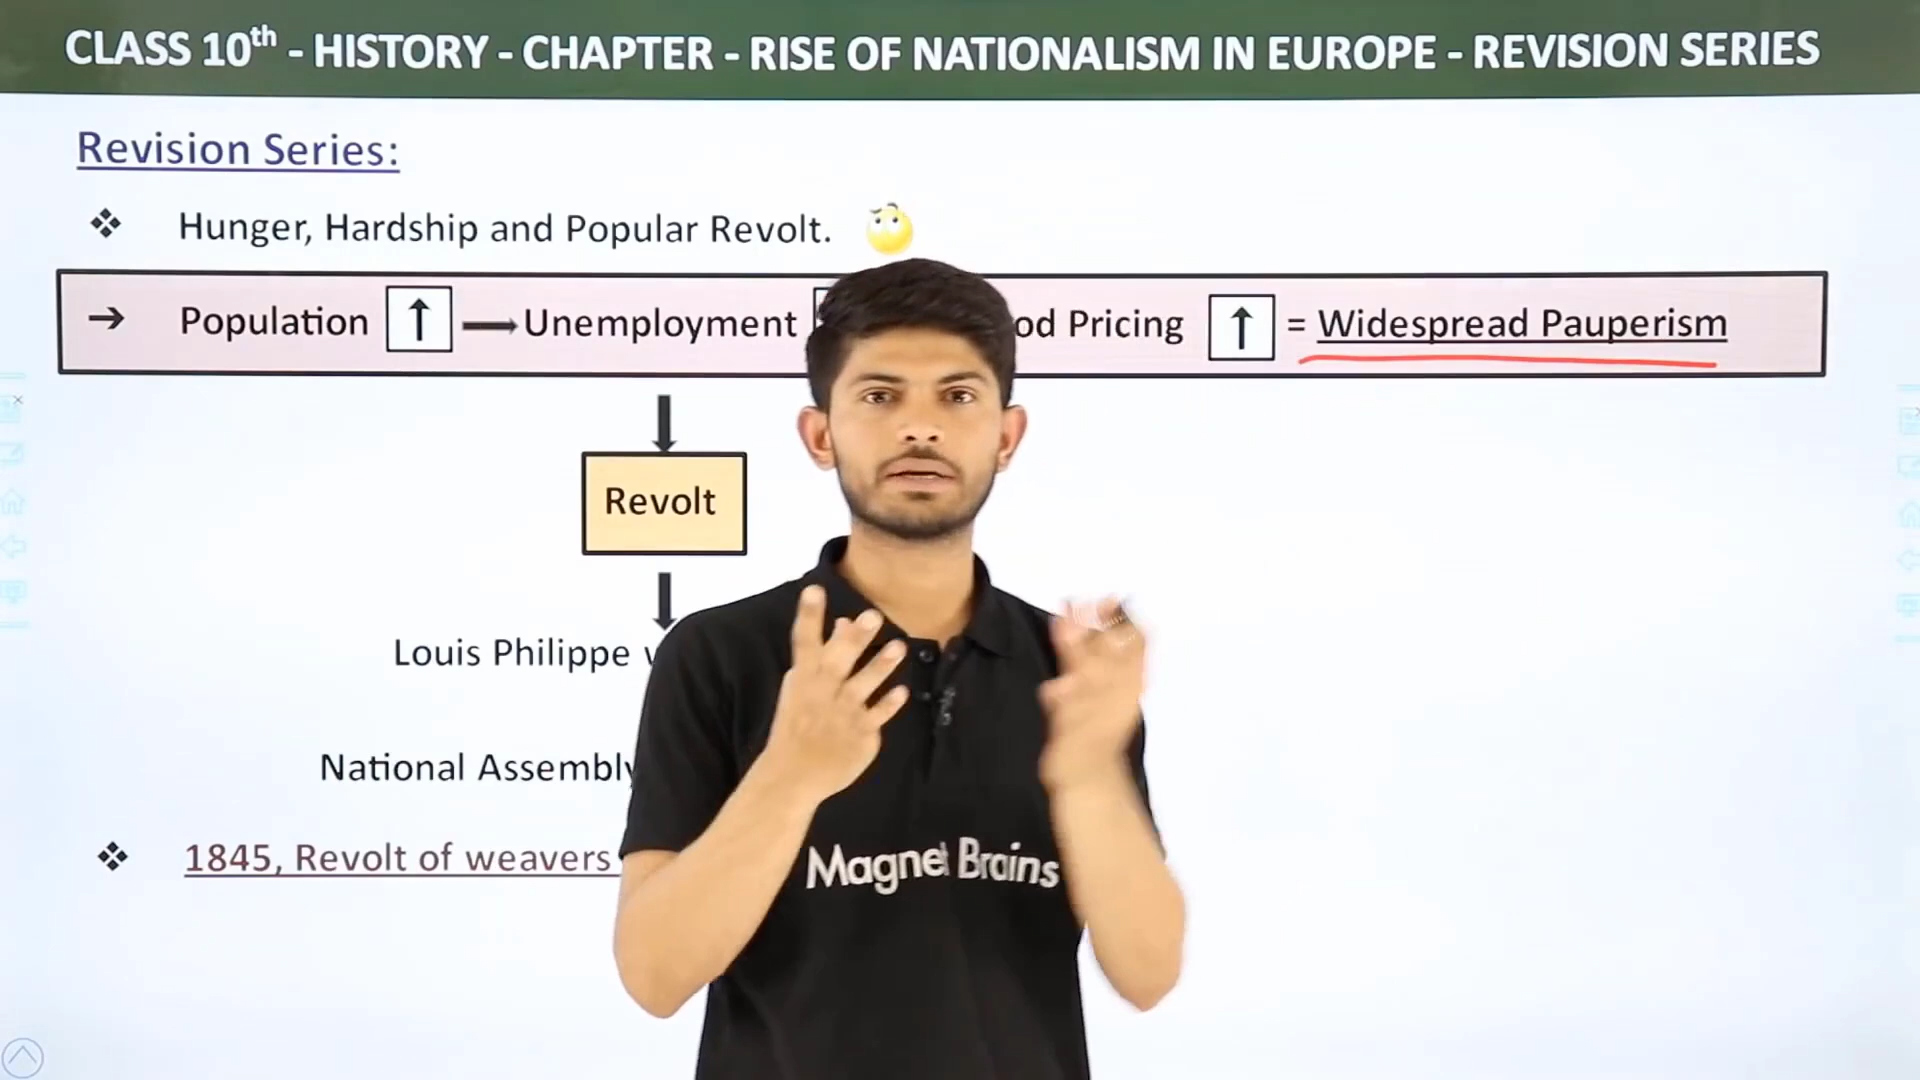 CLASS 10th - HISTORY - CHAPTER - RISE OF NATIONALISM IN EUROPE - REVISION SERIES
Revision Series:
❖ Hunger, Hardship and Popular Revolt.
→ Population ↑ → Unemployment od Pricing ↑ = Widespread Pauperism
Revolt
Louis Philippe
National Assembly
❖ 1845, Revolt of weavers
Magnet Brains